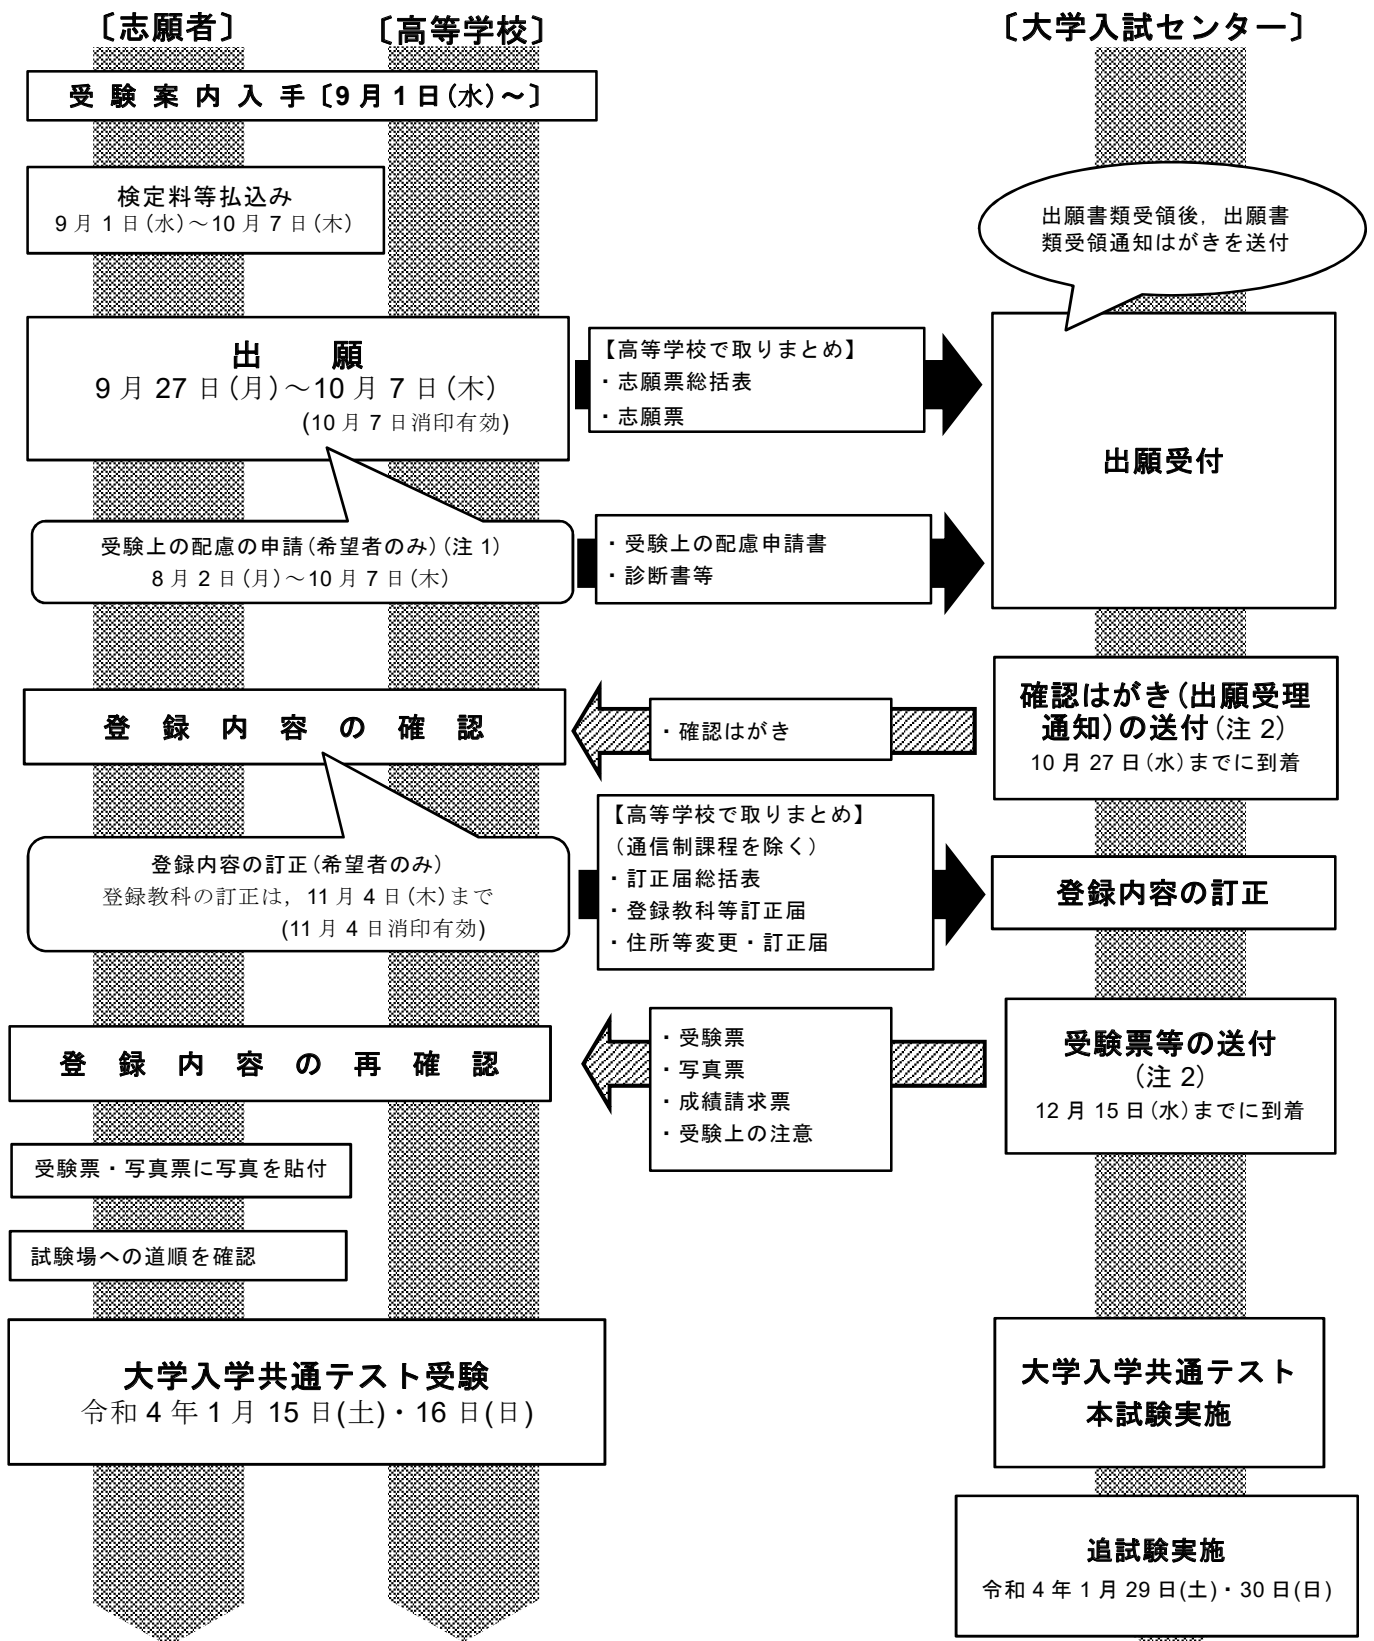 〔志願者〕
〔高等学校〕
〔大学入試センター〕
受験案内入手〔9月1日(水)～〕
検定料等払込み
9月1日(水)～10月7日(木)
出願書類受領後，出願書
類受領通知はがきを送付
出　　願
9月27日(月)～10月7日(木)
(10月7日消印有効)
【高等学校で取りまとめ】
・志願票総括表
・志願票
出願受付
受験上の配慮の申請(希望者のみ)(注1)
8月2日(月)～10月7日(木)
・受験上の配慮申請書
・診断書等
確認はがき(出願受理
通知)の送付(注2)
10月27日(水)までに到着
登録内容の確認
・確認はがき
登録内容の訂正(希望者のみ)
登録教科の訂正は，11月4日(木)まで
(11月4日消印有効)
【高等学校で取りまとめ】
（通信制課程を除く）
・訂正届総括表
・登録教科等訂正届
・住所等変更・訂正届
登録内容の訂正
登録内容の再確認
・受験票
・写真票
・成績請求票
・受験上の注意
受験票等の送付
(注2)
12月15日(水)までに到着
受験票・写真票に写真を貼付
試験場への道順を確認
大学入学共通テスト受験
令和4年1月15日(土)・16日(日)
大学入学共通テスト
本試験実施
追試験実施
令和4年1月29日(土)・30日(日)